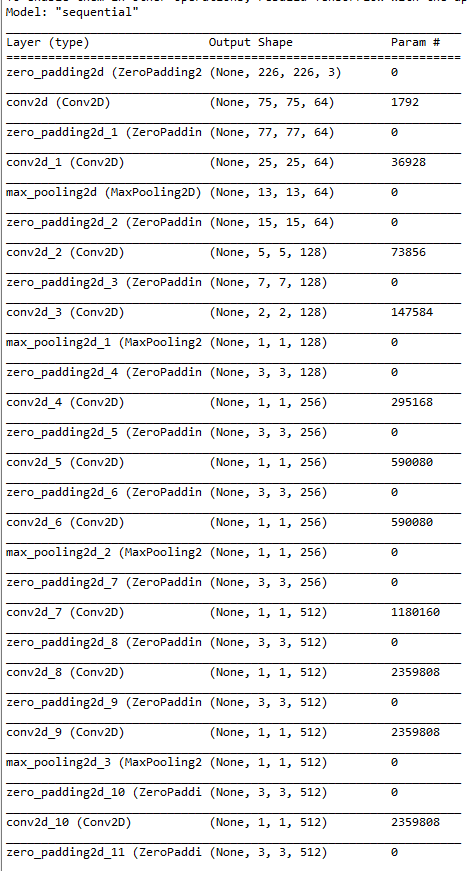 Model: "sequential"
Layer (type) Output Shape Param #
zero_padding2d (ZeroPadding2 (None, 226, 226, 3) 0
conv2d (Conv2D) (None, 75, 75, 64) 1792
zero_padding2d_1 (ZeroPaddin (None, 77, 77, 64) 0
conv2d_1 (Conv2D) (None, 25, 25, 64) 36928
max_pooling2d (MaxPooling2D) (None, 13, 13, 64) 0
zero_padding2d_2 (ZeroPaddin (None, 15, 15, 64) 0
conv2d_2 (Conv2D) (None, 5, 5, 128) 73856
zero_padding2d_3 (ZeroPaddin (None, 7, 7, 128) 0
conv2d_3 (Conv2D) (None, 2, 2, 128) 147584
max_pooling2d_1 (MaxPooling2 (None, 1, 1, 128) 0
zero_padding2d_4 (ZeroPaddin (None, 3, 3, 128) 0
conv2d_4 (Conv2D) (None, 1, 1, 256) 295168
zero_padding2d_5 (ZeroPaddin (None, 3, 3, 256) 0
conv2d_5 (Conv2D) (None, 1, 1, 256) 590080
zero_padding2d_6 (ZeroPaddin (None, 3, 3, 256) 0
conv2d_6 (Conv2D) (None, 1, 1, 256) 590080
max_pooling2d_2 (MaxPooling2 (None, 1, 1, 256) 0
zero_padding2d_7 (ZeroPaddin (None, 3, 3, 256) 0
conv2d_7 (Conv2D) (None, 1, 1, 512) 1180160
zero_padding2d_8 (ZeroPaddin (None, 3, 3, 512) 0
conv2d_8 (Conv2D) (None, 1, 1, 512) 2359808
zero_padding2d_9 (ZeroPaddin (None, 3, 3, 512) 0
conv2d_9 (Conv2D) (None, 1, 1, 512) 2359808
max_pooling2d_3 (MaxPooling2 (None, 1, 1, 512) 0
zero_padding2d_10 (ZeroPaddi (None, 3, 3, 512) 0
conv2d_10 (Conv2D) (None, 1, 1, 512) 2359808
zero_padding2d_11 (ZeroPaddi (None, 3, 3, 512) 0